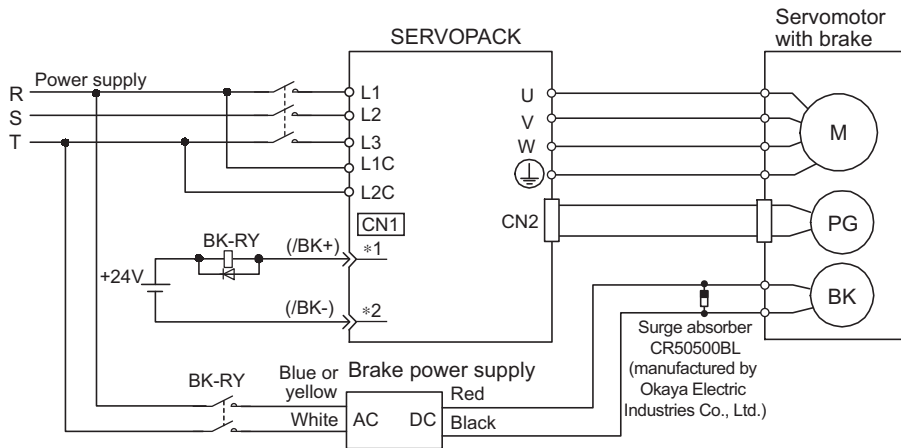 SERVOPACK
Servomotor
with brake
Power supply
R
S
T
L1
L2
L3
L1C
L2C
U
V
W
M
CN1
CN2
PG
BK-RY
(/BK+)
*1
+24V
(/BK-)
*2
BK
Surge absorber
CR50500BL
(manufactured by
Okaya Electric
Industries Co., Ltd.)
BK-RY
Blue or
yellow
White
Brake power supply
AC
DC
Red
Black